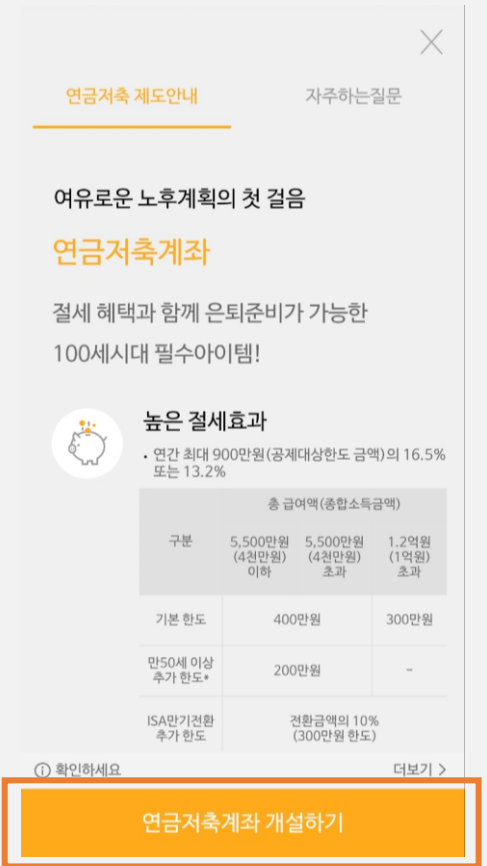 연금저축 제도안내
자주하는질문
여유로운 노후계획의 첫 걸음
연금저축계좌
절세 혜택과 함께 은퇴준비가 가능한
100세시대 필수아이템!
높은 절세효과
• 연간 최대 900만원(공제대상한도 금액)의 16.5%
또는 13.2%
구분
총 급여액(종합소득금액)
5,500만원
(4천만원)
이하
5,500만원
(4천만원)
초과
1.2억원
(1억원)
초과
기본 한도
400만원
300만원
만50세 이상
추가 한도*
200만원
-
ISA만기전환
추가 한도
전환금액의 10%
(300만원 한도)
확인하세요
더보기 >
연금저축계좌 개설하기